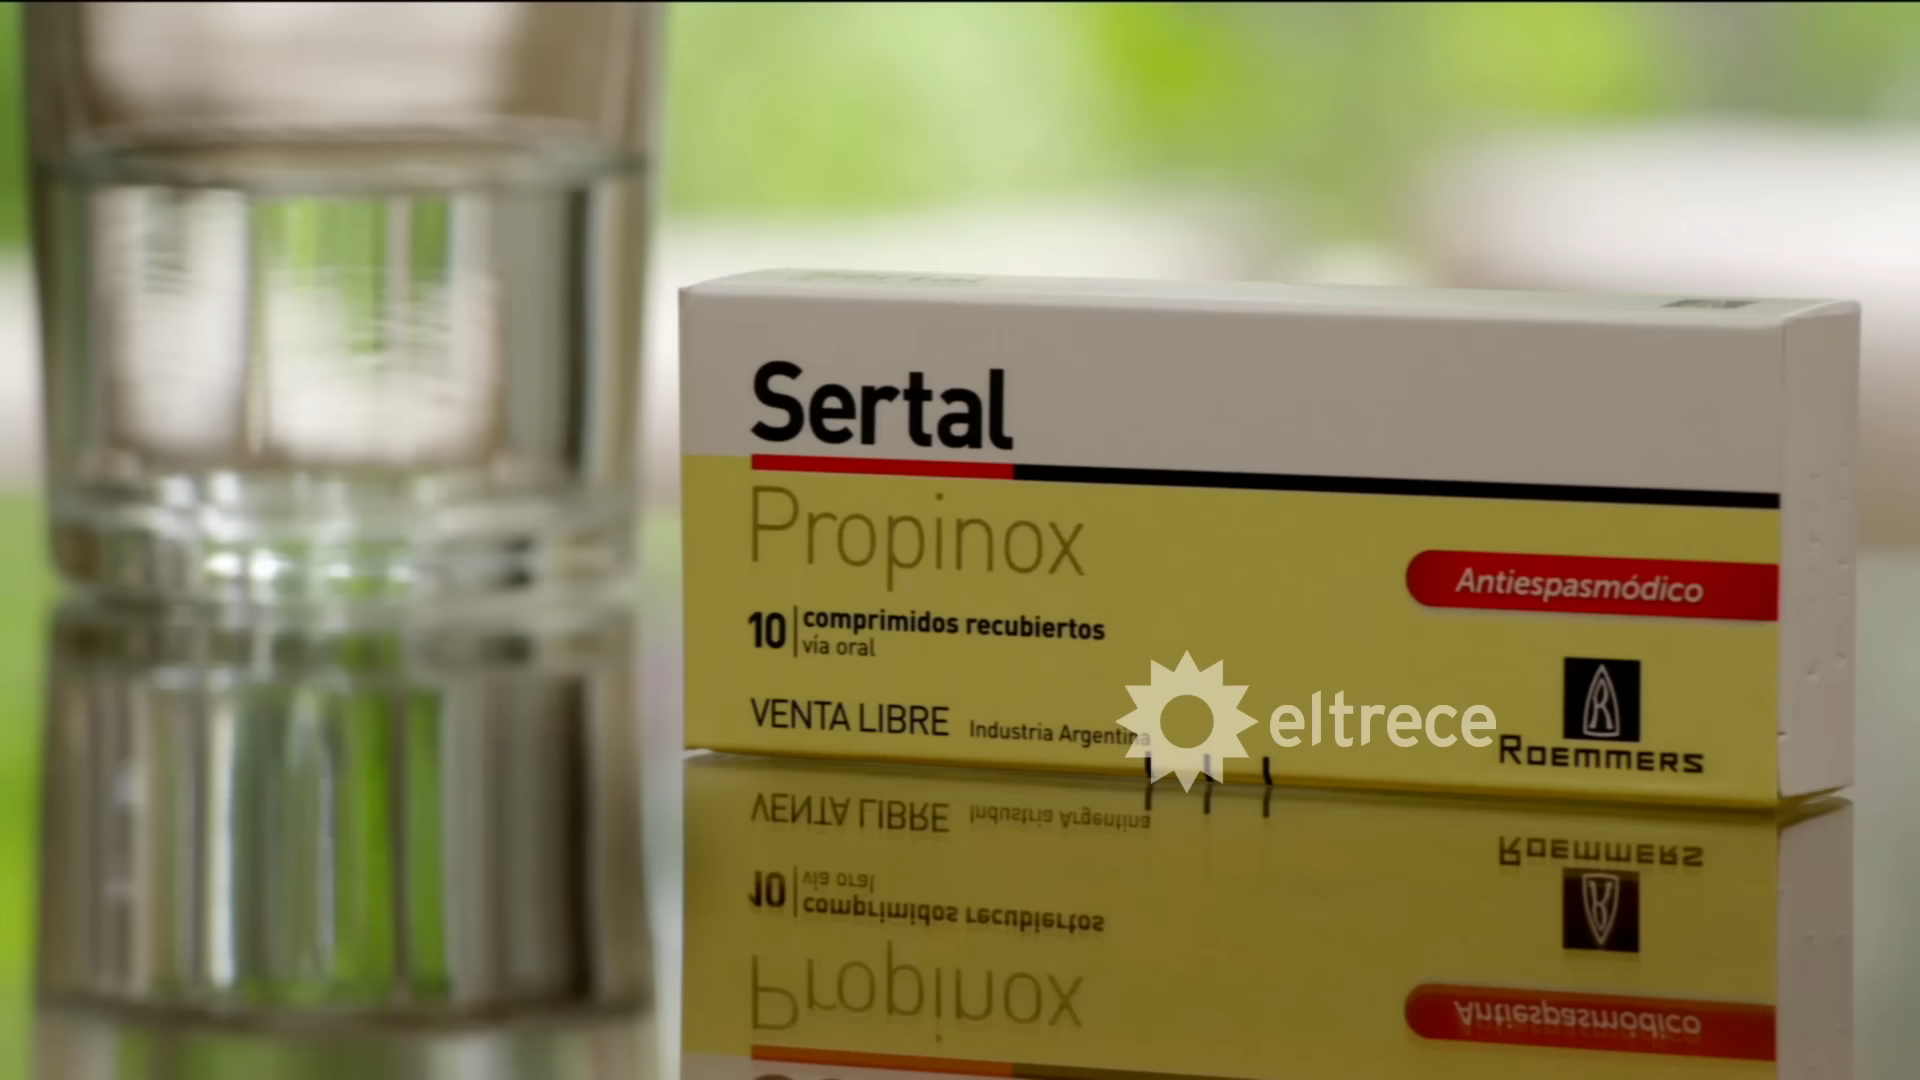 Sertal
Propinox
Antiespasmódico
10 comprimidos recubiertos
vía oral
VENTA LIBRE Industria Argentina
eltrece
ROEMMERS